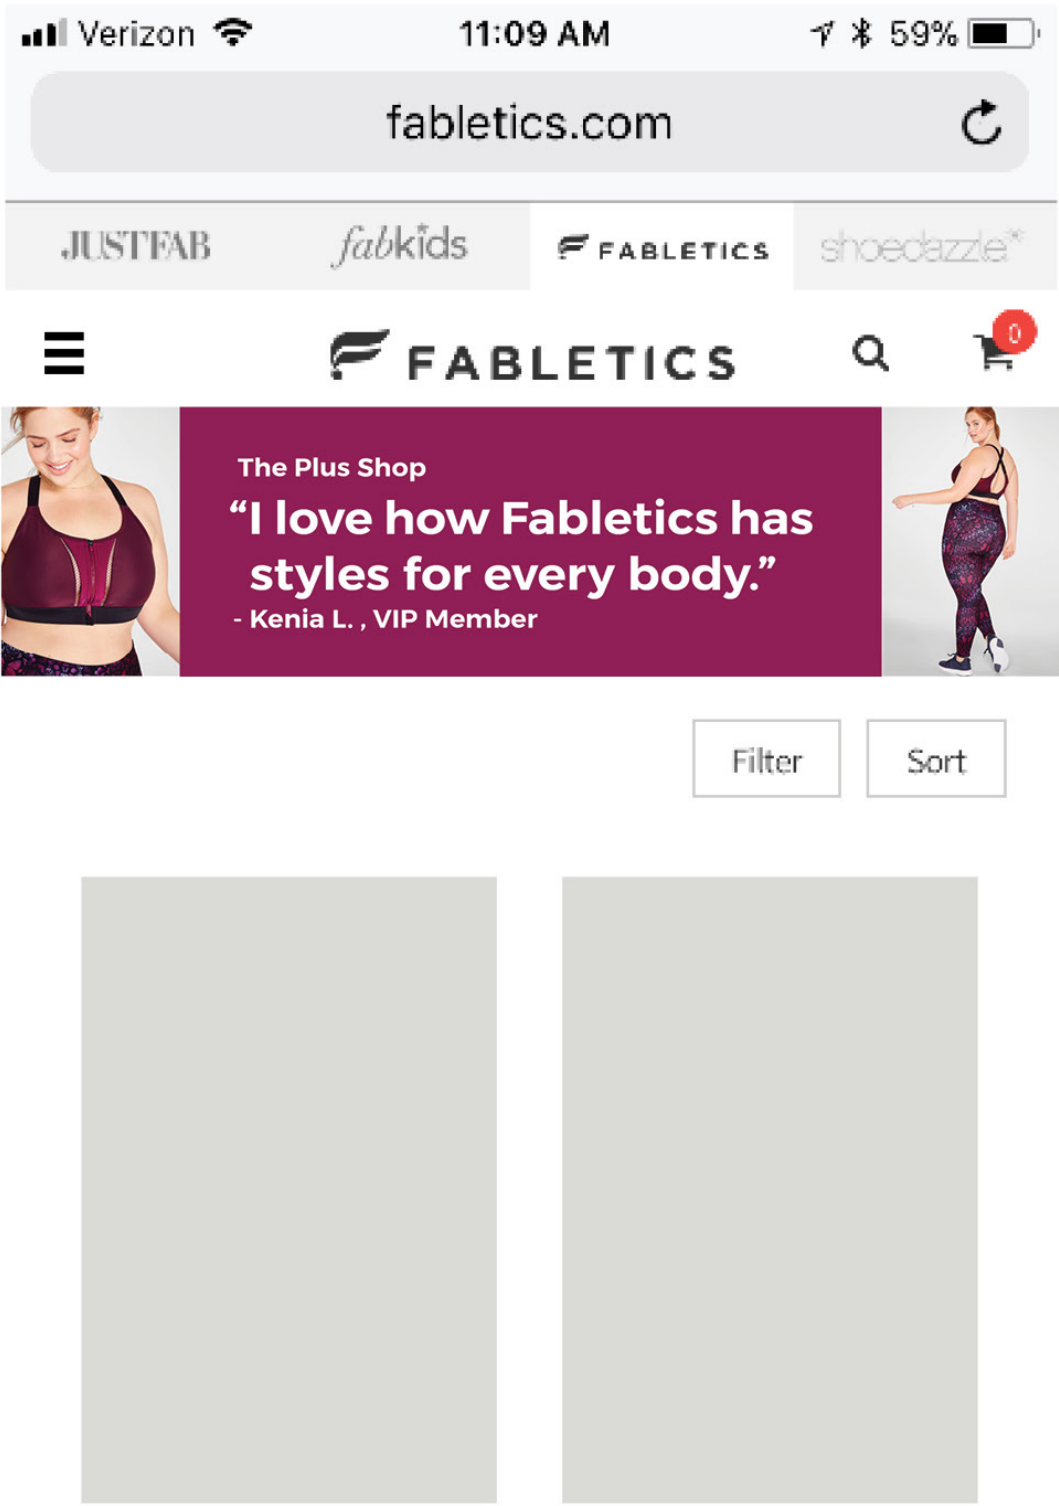 Verizon 11:09 AM 59%
fabletics.com
JUSTFAB fabkids FABLETICS shoedazzle*
FABLETICS 0
The Plus Shop
“I love how Fabletics has
styles for every body.”
- Kenia L. , VIP Member
Filter Sort